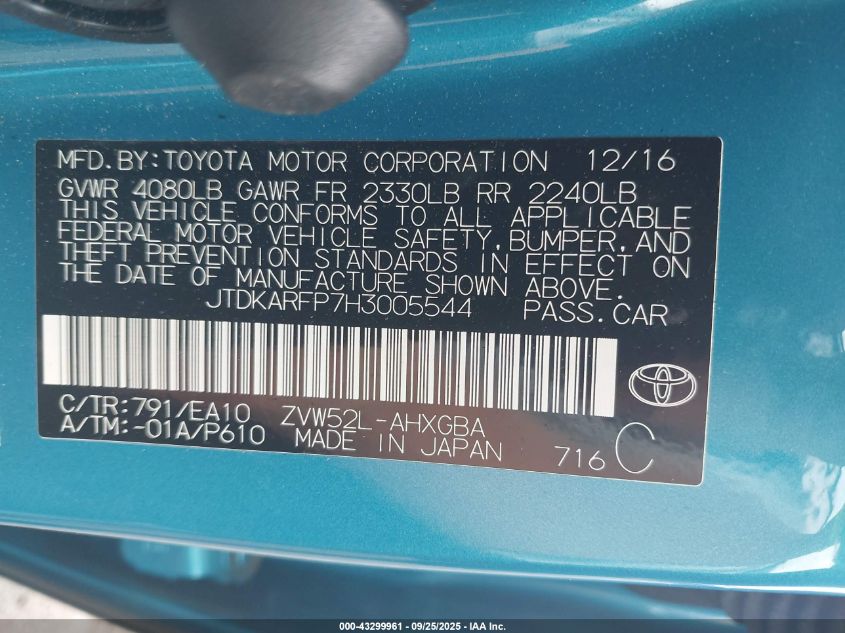 MFD.BY:TOYOTA MOTOR CORPORATION 12/16
GVWR 4080LB GAWR FR 2330LB RR 2240LB
THIS VEHICLE CONFORMS TO ALL APPLICABLE
FEDERAL MOTOR VEHICLE SAFETY, BUMPER, AND
THEFT PREVENTION STANDARDS IN EFFECT ON
THE DATE OF MANUFACTURE SHOWN ABOVE.
JTDKARFP7H3005544 PASS.CAR
C/TR:791/EA10 ZVW52L-AHXGBA
A/TM:-01A/P610 MADE IN JAPAN 716 C
000-43299961 - 09/25/2025 - IAA Inc.